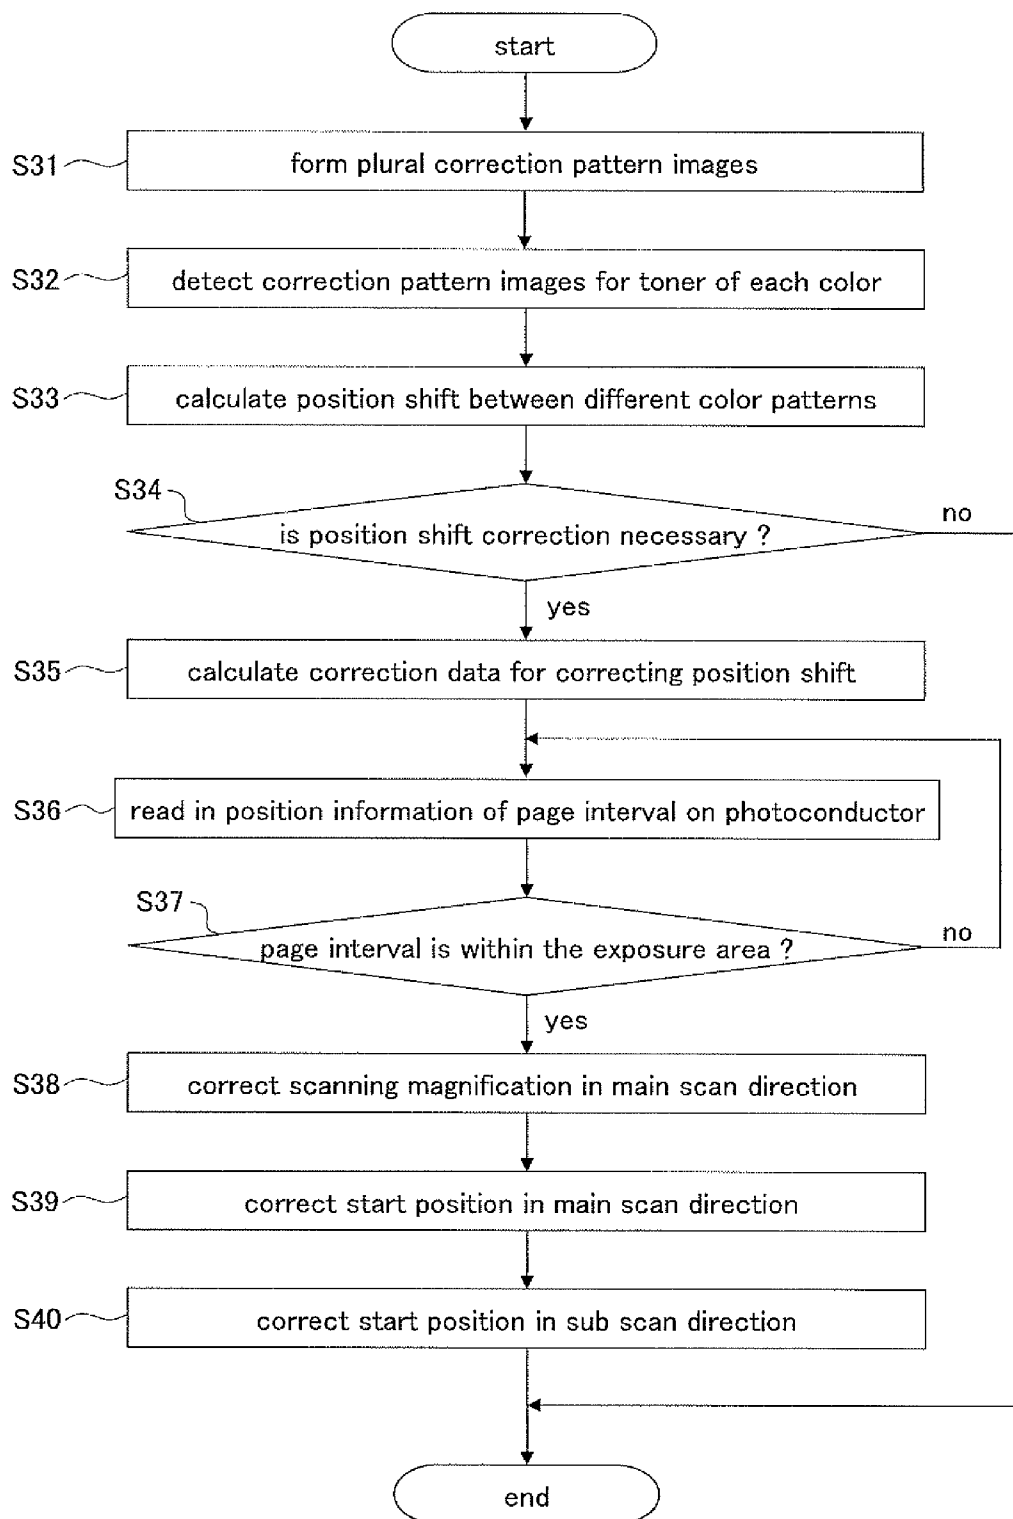 start
S31 form plural correction pattern images
S32 detect correction pattern images for toner of each color
S33 calculate position shift between different color patterns
S34
is position shift correction necessary ?
no
yes
S35 calculate correction data for correcting position shift
S36 read in position information of page interval on photoconductor
S37
page interval is within the exposure area ?
no
yes
S38 correct scanning magnification in main scan direction
S39 correct start position in main scan direction
S40 correct start position in sub scan direction
end